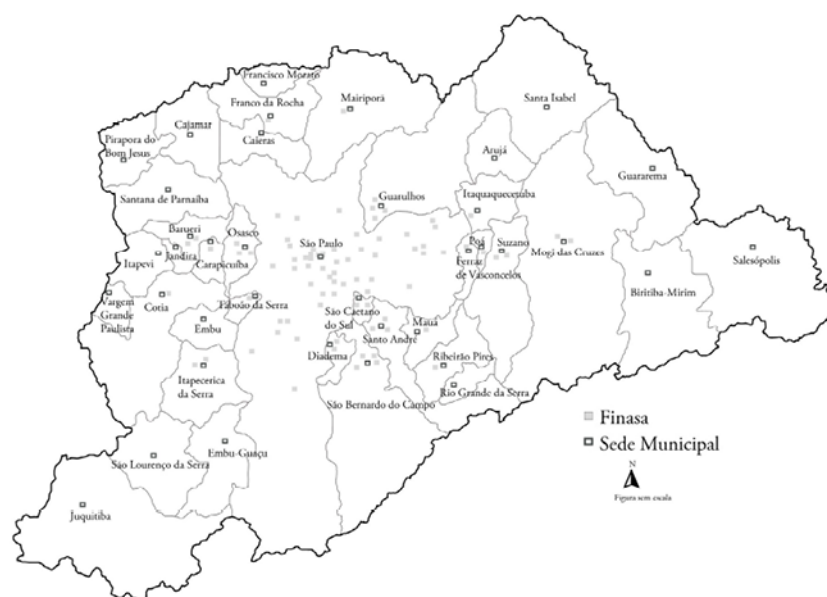 Francisco Morato
Franco da Rocha
Mairiporã
Santa Isabel
Cajamar
Caieras
Pirapora do
Bom Jesus
Arujá
Guararema
Santana de Parnaíba
Guarulhos
Itaquaquecetuba
Barueri
Osasco
São Paulo
Poá
Suzano
Mogi das Cruzes
Salesópolis
Itapevi
Jandira
Carapicuíba
Ferraz
de Vasconcelos
Biritiba-Mirim
Vargem
Grande
Paulista
Cotia
Taboão da Serra
São Caetano
do Sul
Embu
Santo André
Mauá
Diadema
Ribeirão Pires
Itapecerica
da Serra
Rio Grande da Serra
São Bernardo do Campo
Finasa
Sede Municipal
Embu-Guaçu
São Lourenço da Serra
N
Figura sem escala
Juquitiba